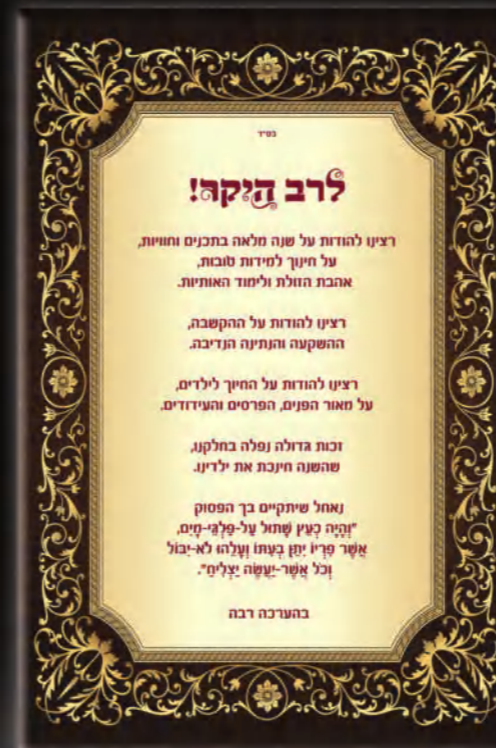 בס"ד
לרב היקר!
רצינו להודות על שנה מלאה בתכנים וחוויות,
על חינוך למידות טובות,
אהבת הזולת ולימוד האותיות.
רצינו להודות על ההקשבה,
ההשקעה והנתינה הנדיבה.
רצינו להודות על החיוך לילדים,
על מאור הפנים, הפרסים והעידודים.
זכות גדולה נפלה בחלקנו,
שהשנה חינכת את ילדינו.
נאחל שיתקיים בך הפסוק
"וְהָיָה כְּעֵץ שָׁתוּל עַל-פַּלְגֵי-מָיִם,
אֲשֶׁר פִּרְיוֹ יִתֵּן בְּעִתּוֹ וְעָלֵהוּ לֹא-יִבּוֹל
וְכֹל אֲשֶׁר-יַעֲשֶׂה יַצְלִיחַ".
בהערכה רבה